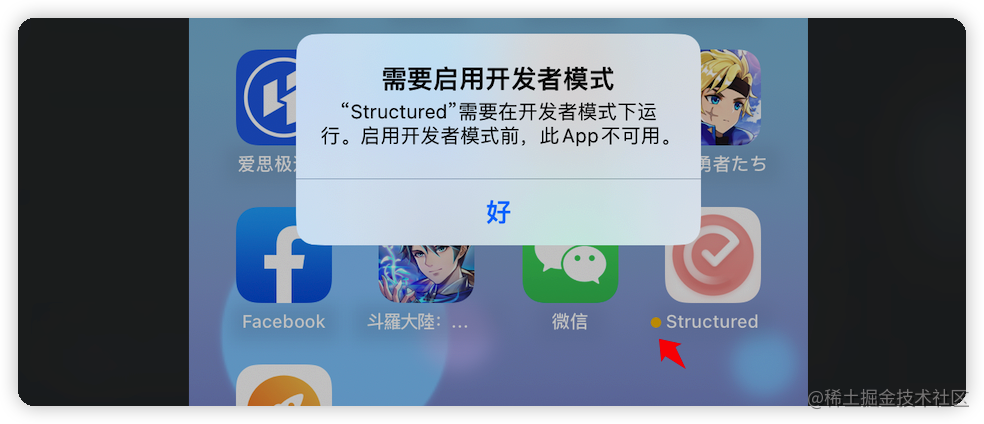 需要启用开发者模式
“Structured”需要在开发者模式下运
行。启用开发者模式前，此App不可用。
好
爱思极
勇者たち
Facebook
斗羅大陸：...
微信
Structured
@稀土掘金技术社区